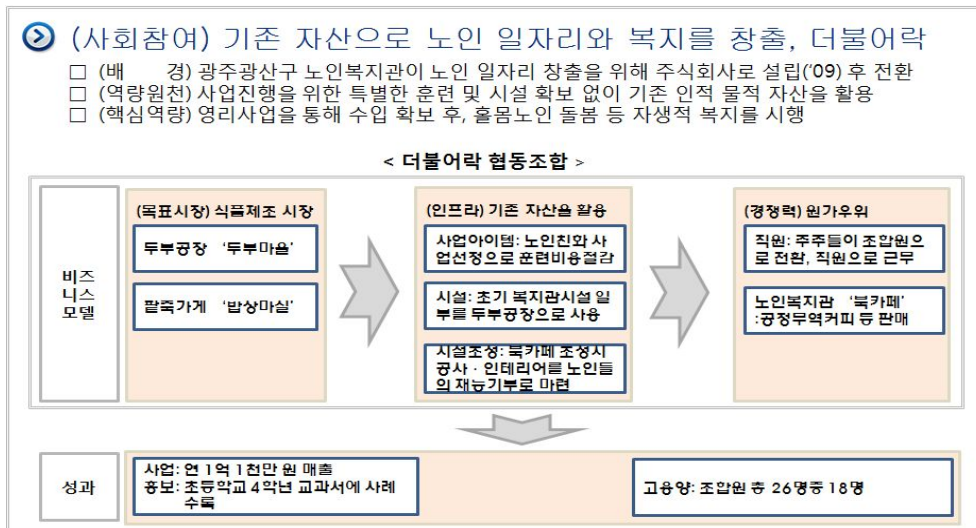 (사회참여) 기존 자산으로 노인 일자리와 복지를 창출, 더불어락
□ (배 경) 광주광산구 노인복지관이 노인 일자리 창출을 위해 주식회사로 설립('09) 후 전환
□ (역량원천) 사업진행을 위한 특별한 훈련 및 시설 확보 없이 기존 인적 물적 자산을 활용
□ (핵심역량) 영리사업을 통해 수입 확보 후, 홀몸노인 돌봄 등 자생적 복지를 시행
< 더불어락 협동조합 >
비즈
니스
모델
(목표시장) 식품제조 시장
두부공장 '두부마을'
팥죽가게 '밥상마실'
(인프라) 기존 자산을 활용
사업아이템: 노인친화 사
업선정으로 훈련비용절감
시설: 초기 복지관시설 일
부를 두부공장으로 사용
시설조성: 북카페 조성시
공사·인테리어를 노인들
의 재능기부로 마련
(경쟁력) 원가우위
직원: 주주들이 조합원으
로 전환, 직원으로 근무
노인복지관 '북카페'
:공정무역커피 등 판매
성과
사업: 연 1억 1천만 원 매출
홍보: 초등학교 4학년 교과서에 사례
수록
고용양: 조합원 총 26명중 18명